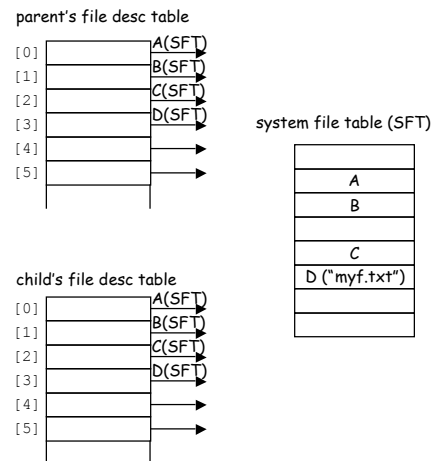 parent's file desc table
[0] A(SFT)
[1] B(SFT)
[2] C(SFT)
[3] D(SFT)
[4]
[5]
system file table (SFT)
A
B
C
D ("myf.txt")
child's file desc table
[0] A(SFT)
[1] B(SFT)
[2] C(SFT)
[3] D(SFT)
[4]
[5]